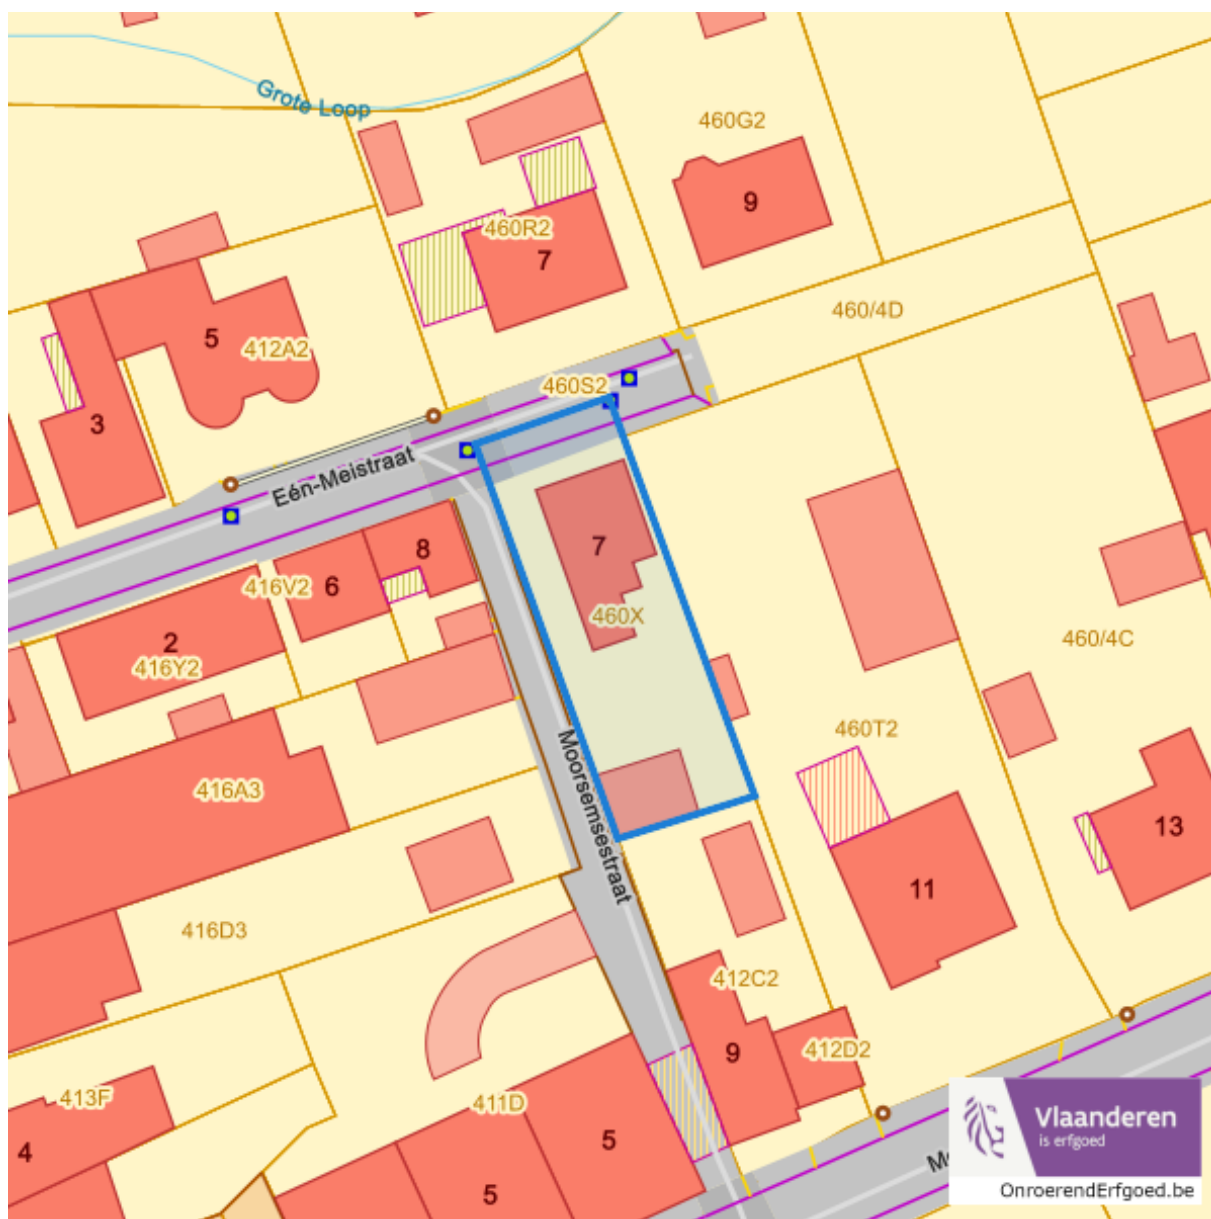 Grote Loop
460G2
9
460R2
7
5
412A2
460/4D
460S2
3
Eén-Meistraat
8
7
416V2
6
460X
2
416Y2
460/4C
460T2
416A3
Moorsemsestraat
13
11
416D3
412C2
9
412D2
413F
411D
4
5
5
Vlaanderen
is erfgoed
OnroerendErfgoed.be